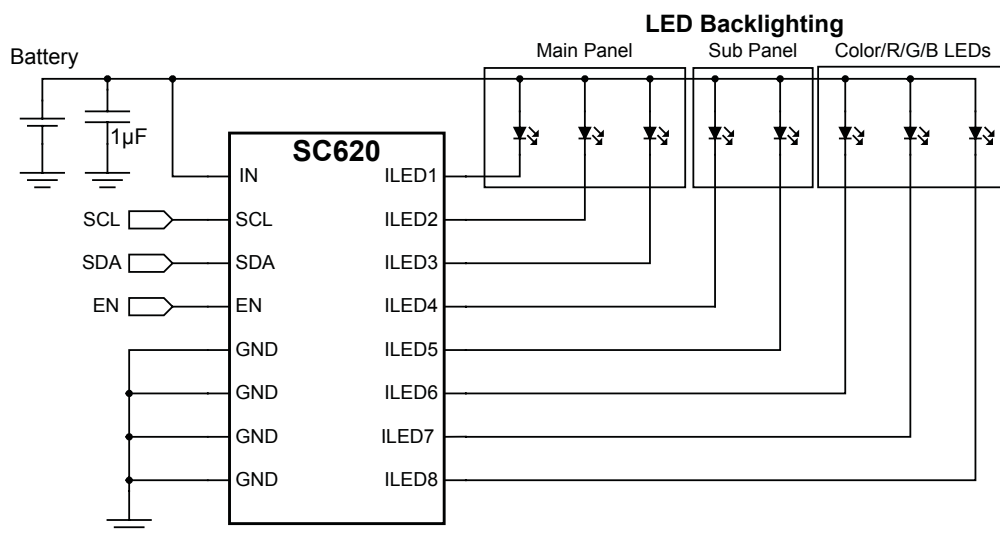 LED Backlighting
Battery
Main Panel
Sub Panel
Color/R/G/B LEDs
1µF
SC620
IN
ILED1
SCL
SCL
ILED2
SDA
SDA
ILED3
EN
EN
ILED4
GND
ILED5
GND
ILED6
GND
ILED7
GND
ILED8